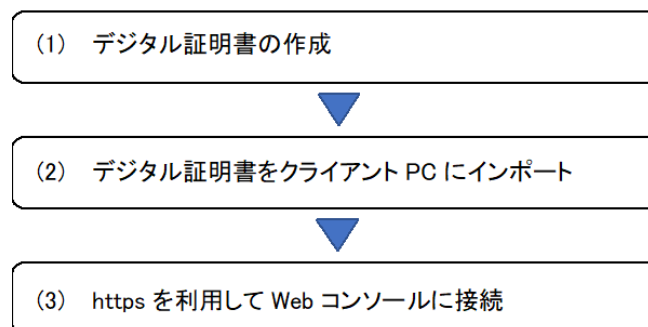 (1) デジタル証明書の作成
(2) デジタル証明書をクライアント PC にインポート
(3) https を利用して Web コンソールに接続